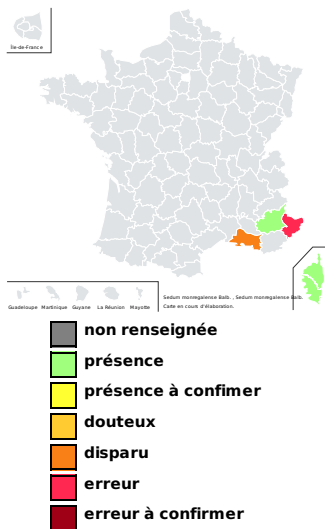 Île-de-France
Guadeloupe Martinique Guyane La Réunion Mayotte
Sedum monregalense Balb. , Sedum monregalense Balb.
Carte en cours d'élaboration.
non renseignée
présence
présence à confimer
douteux
disparu
erreur
erreur à confirmer